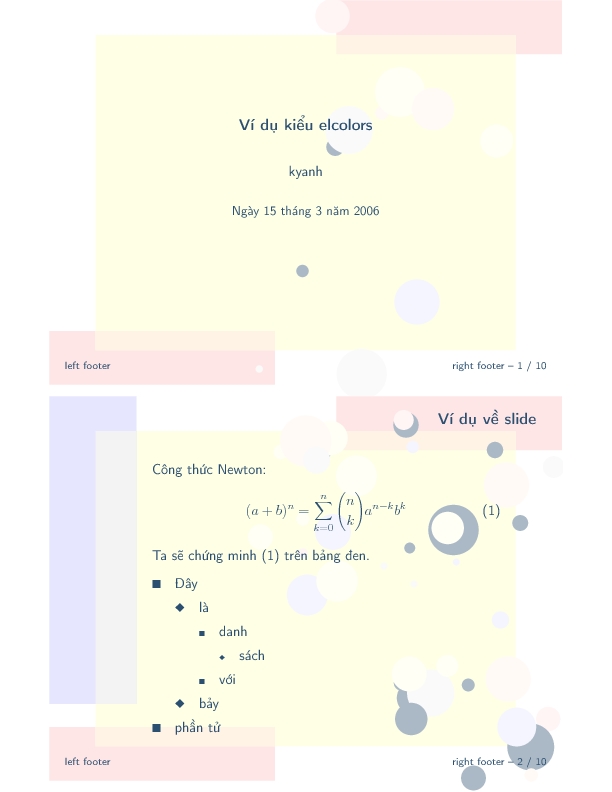 Ví dụ kiểu elcolors
kyanh
Ngày 15 tháng 3 năm 2006
left footer
right footer – 1 / 10
Ví dụ về slide
Công thức Newton:
(a + b)^n = \sum_{k=0}^{n} \binom{n}{k} a^{n-k} b^k (1)
Ta sẽ chứng minh (1) trên bảng đen.
■ Đây
◆ là
■ danh
◆ sách
■ với
◆ bảy
■ phần tử
left footer
right footer – 2 / 10